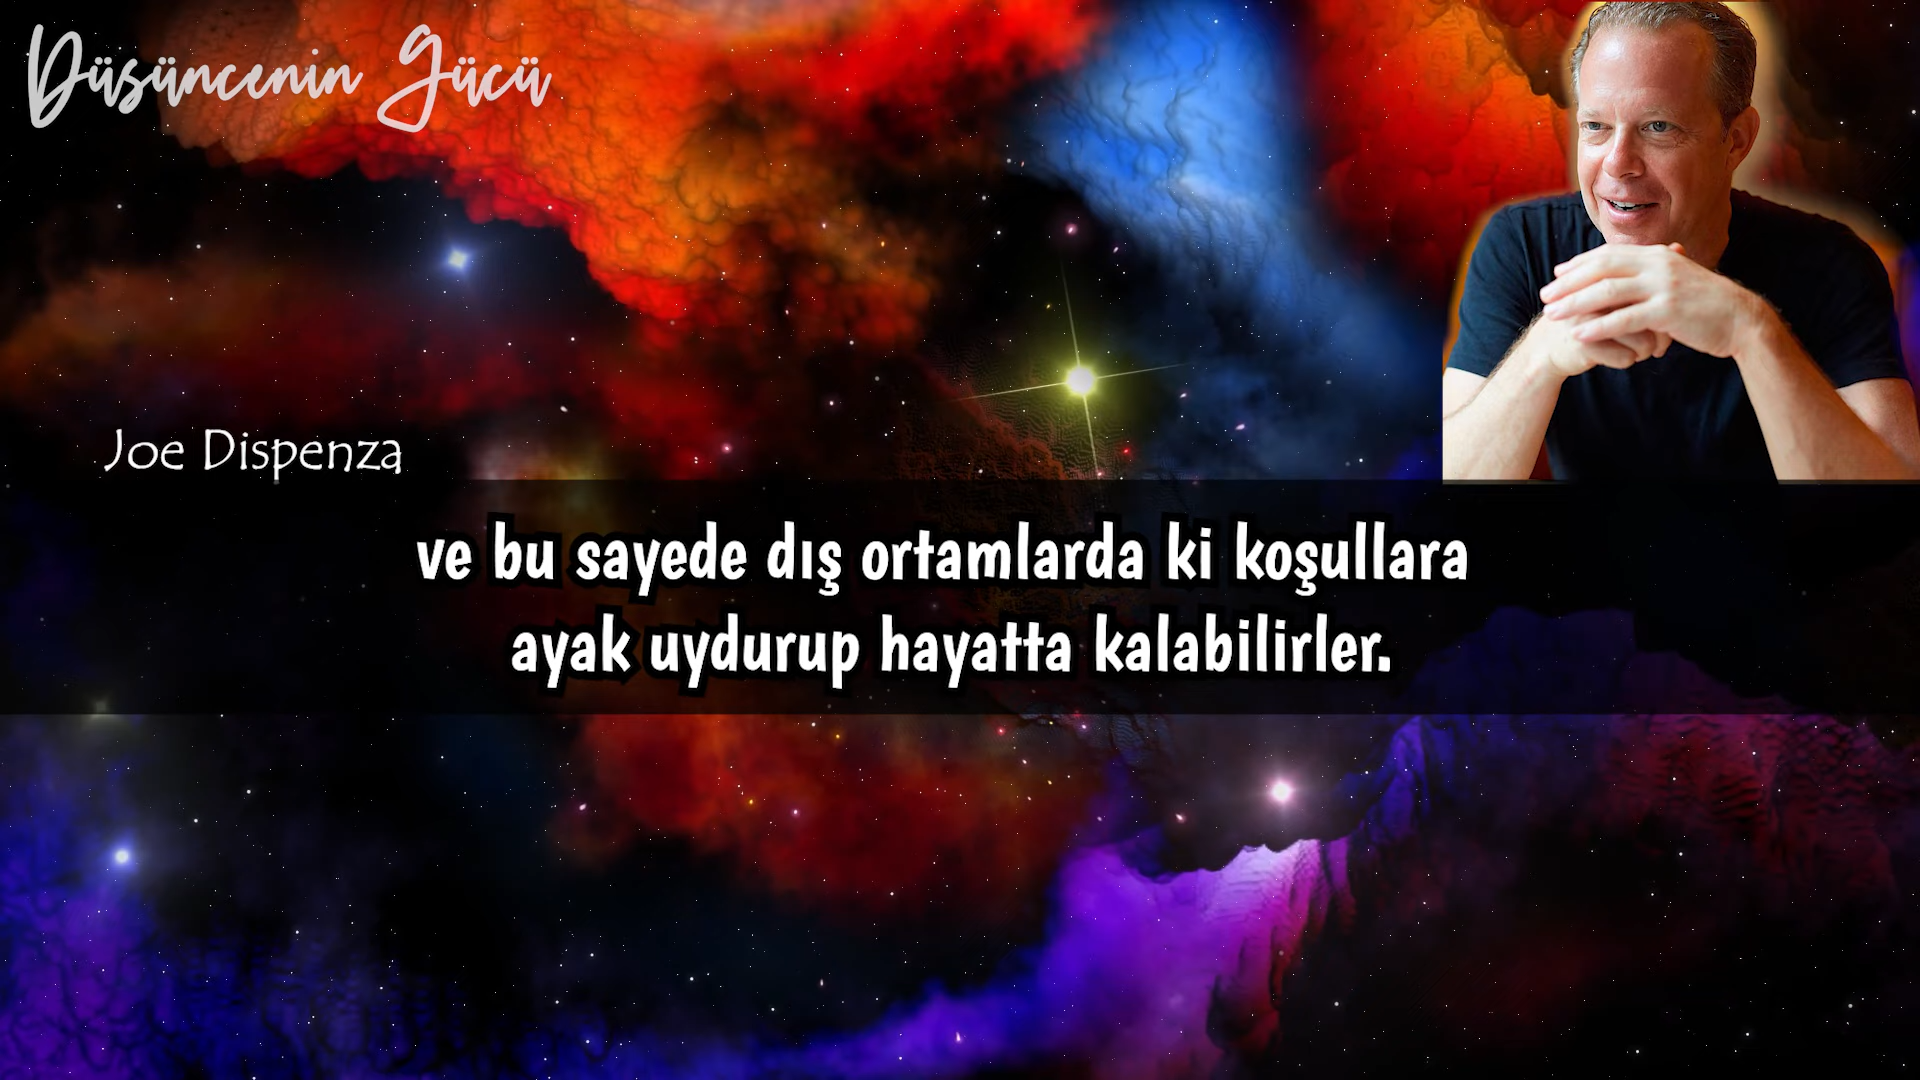 Düşüncenin Gücü
Joe Dispenza
ve bu sayede dış ortamlarda ki koşullara
ayak uydurup hayatta kalabilirler.